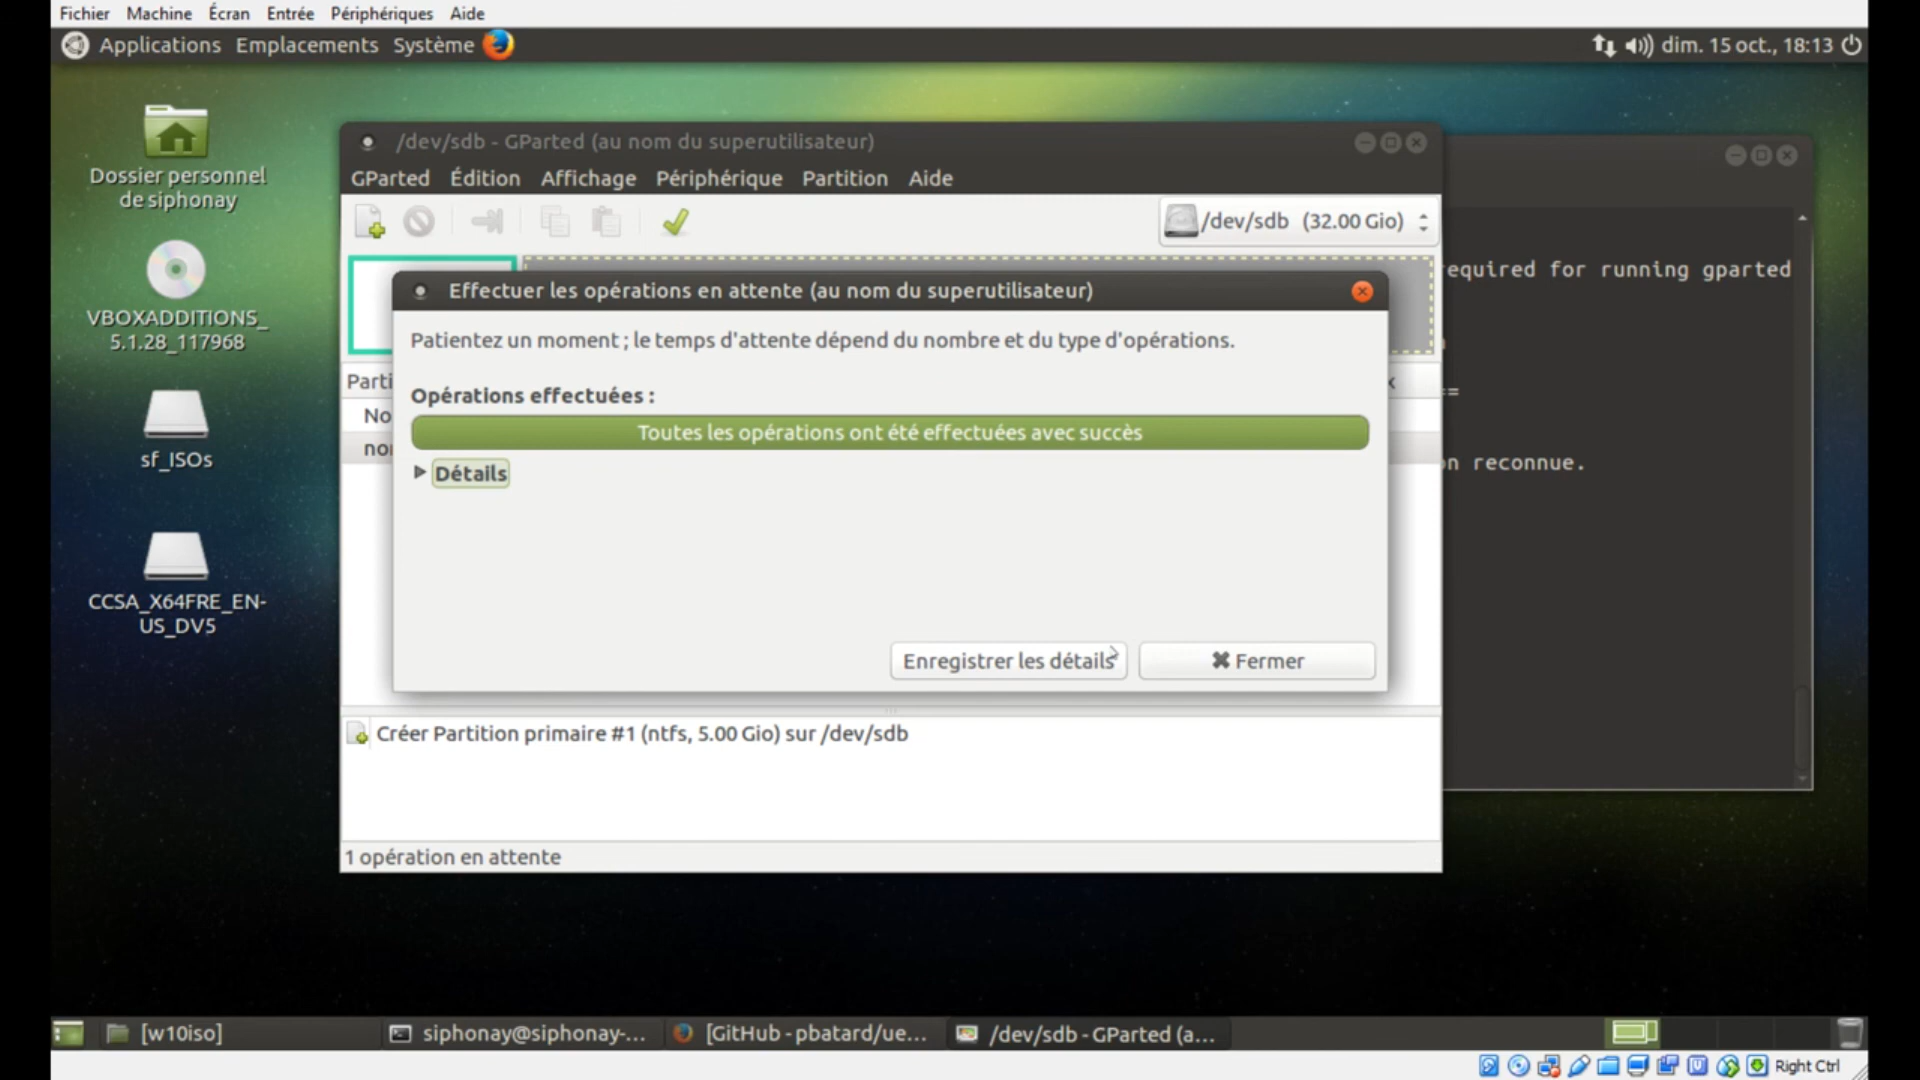 Fichier Machine Écran Entrée Périphériques Aide
Applications Emplacements Système
dim. 15 oct., 18:13
Dossier personnel
de siphonay
VBOXADDITIONS_
5.1.28_117968
sf_ISOs
CCSA_X64FRE_EN-
US_DV5
/dev/sdb - GParted (au nom du superutilisateur)
GParted Édition Affichage Périphérique Partition Aide
/dev/sdb (32.00 Gio)
equired for running gparted
==
n reconnue.
Parti
No
Effectuer les opérations en attente (au nom du superutilisateur)
Patientez un moment ; le temps d'attente dépend du nombre et du type d'opérations.
Opérations effectuées :
Toutes les opérations ont été effectuées avec succès
Détails
Enregistrer les détails
Fermer
Créer Partition primaire #1 (ntfs, 5.00 Gio) sur /dev/sdb
1 opération en attente
[w10iso]
siphonay@siphonay-...
[GitHub - pbatard/ue...
/dev/sdb - GParted (a...
Right Ctrl